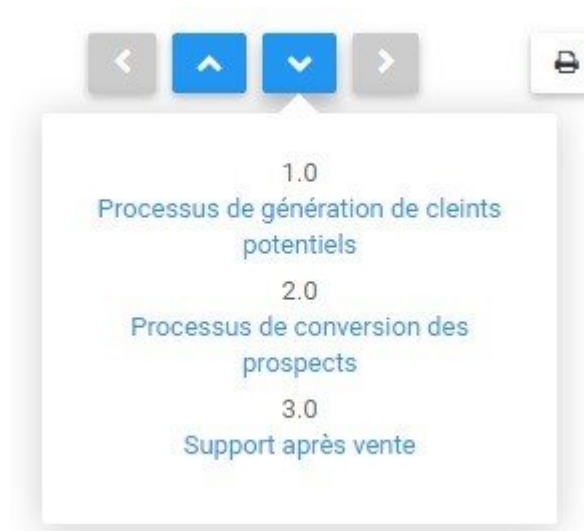 1.0
Processus de génération de cleints
potentiels
2.0
Processus de conversion des
prospects
3.0
Support après vente